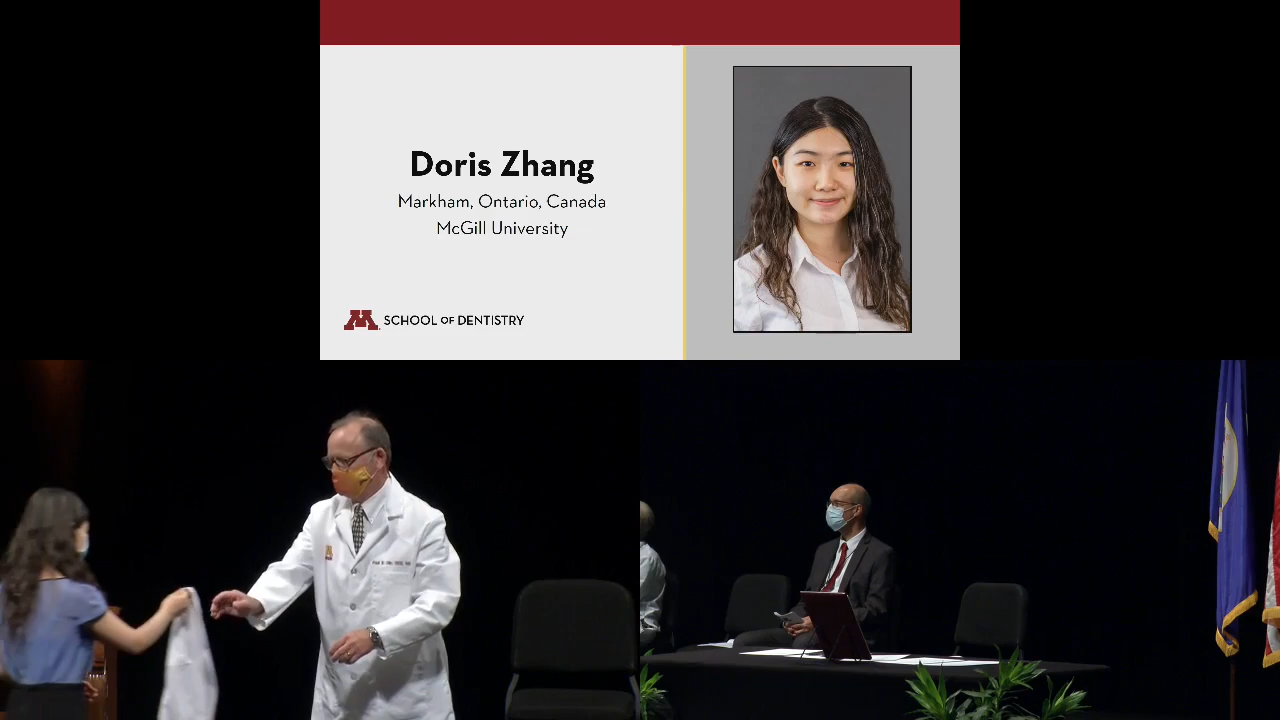 Doris Zhang
Markham, Ontario, Canada
McGill University
M SCHOOL OF DENTISTRY